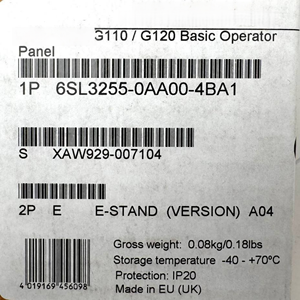 G110 / G120 Basic Operator
Panel
1P 6SL3255-0AA00-4BA1
S XAW929-007104
2P E E-STAND (VERSION) A04
Gross weight: 0.08kg/0.18lbs
Storage temperature -40 - +70°C
Protection: IP20
Made in EU (UK)
4 019169 456098